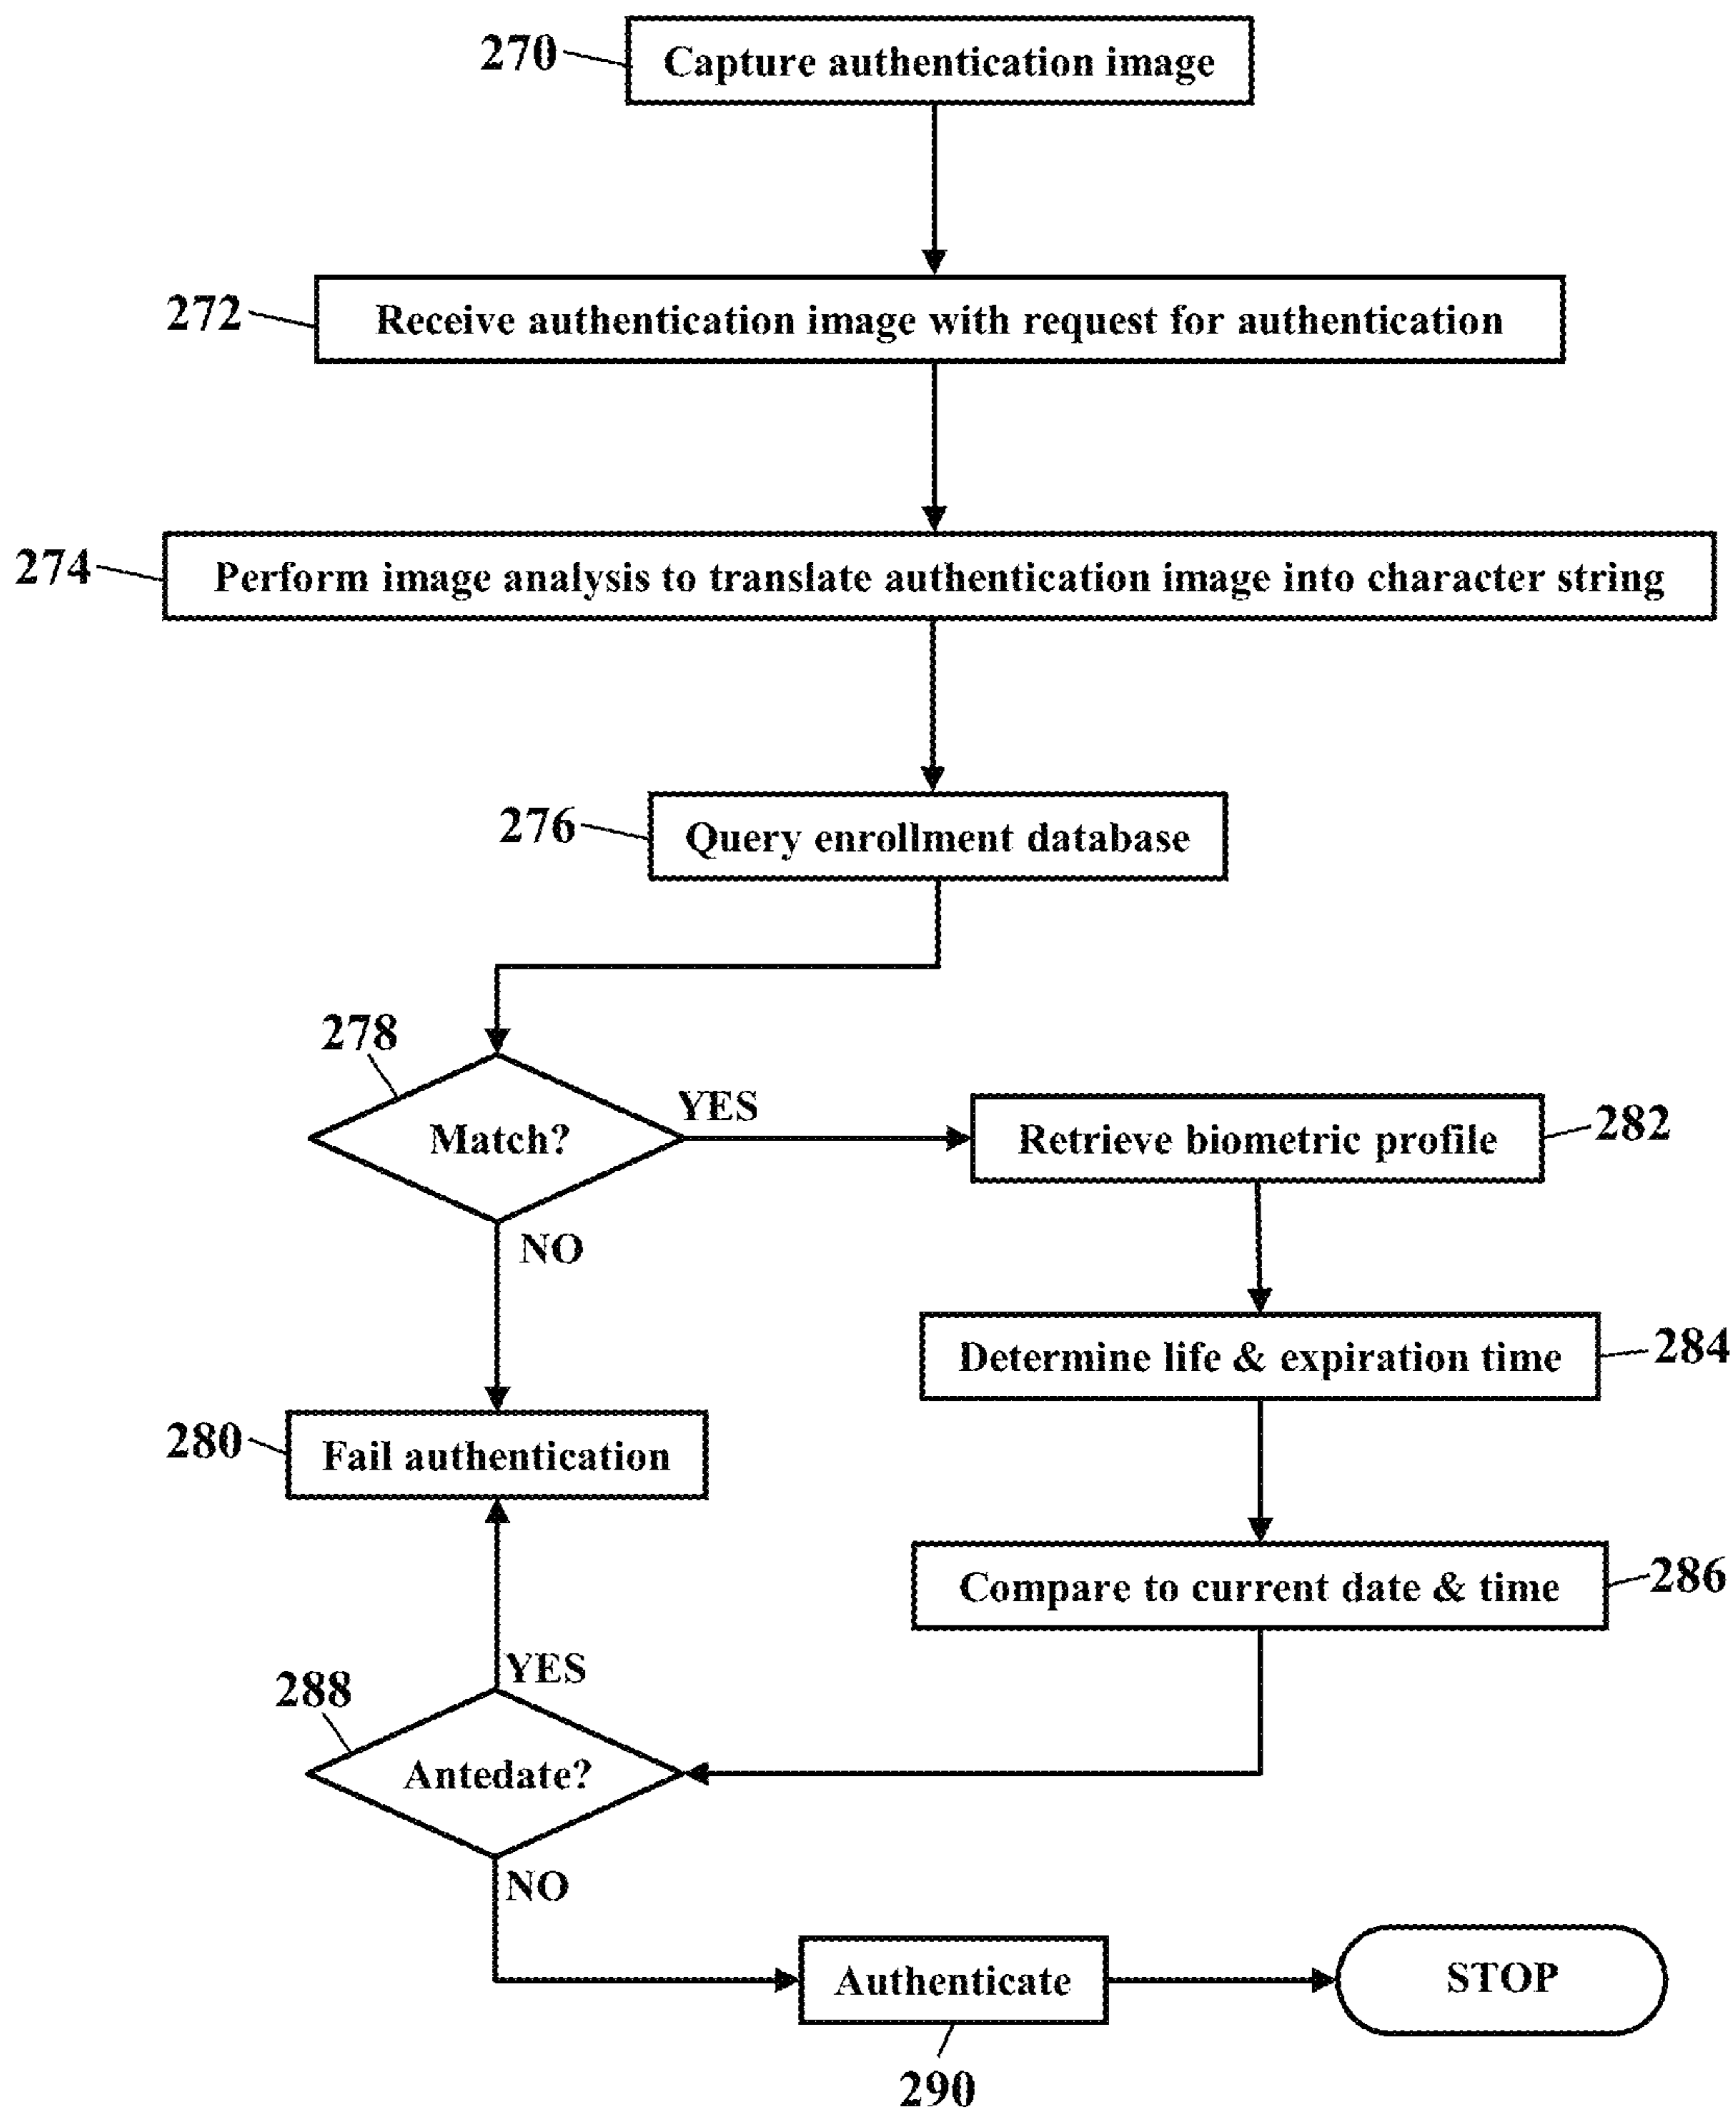 270
Capture authentication image
272
Receive authentication image with request for authentication
274
Perform image analysis to translate authentication image into character string
276
Query enrollment database
278
Match?
YES
Retrieve biometric profile
282
NO
Determine life & expiration time
284
280
Fail authentication
Compare to current date & time
286
YES
288
Antedate?
NO
Authenticate
STOP
290